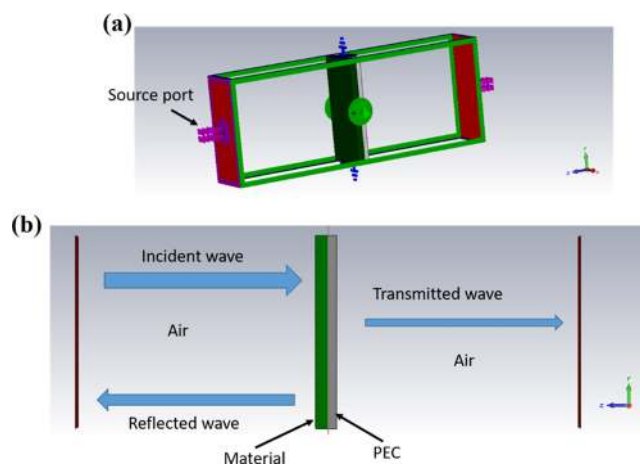 (a)
Source port
(b)
Incident wave
Transmitted wave
Air
Air
Reflected wave
Material
PEC